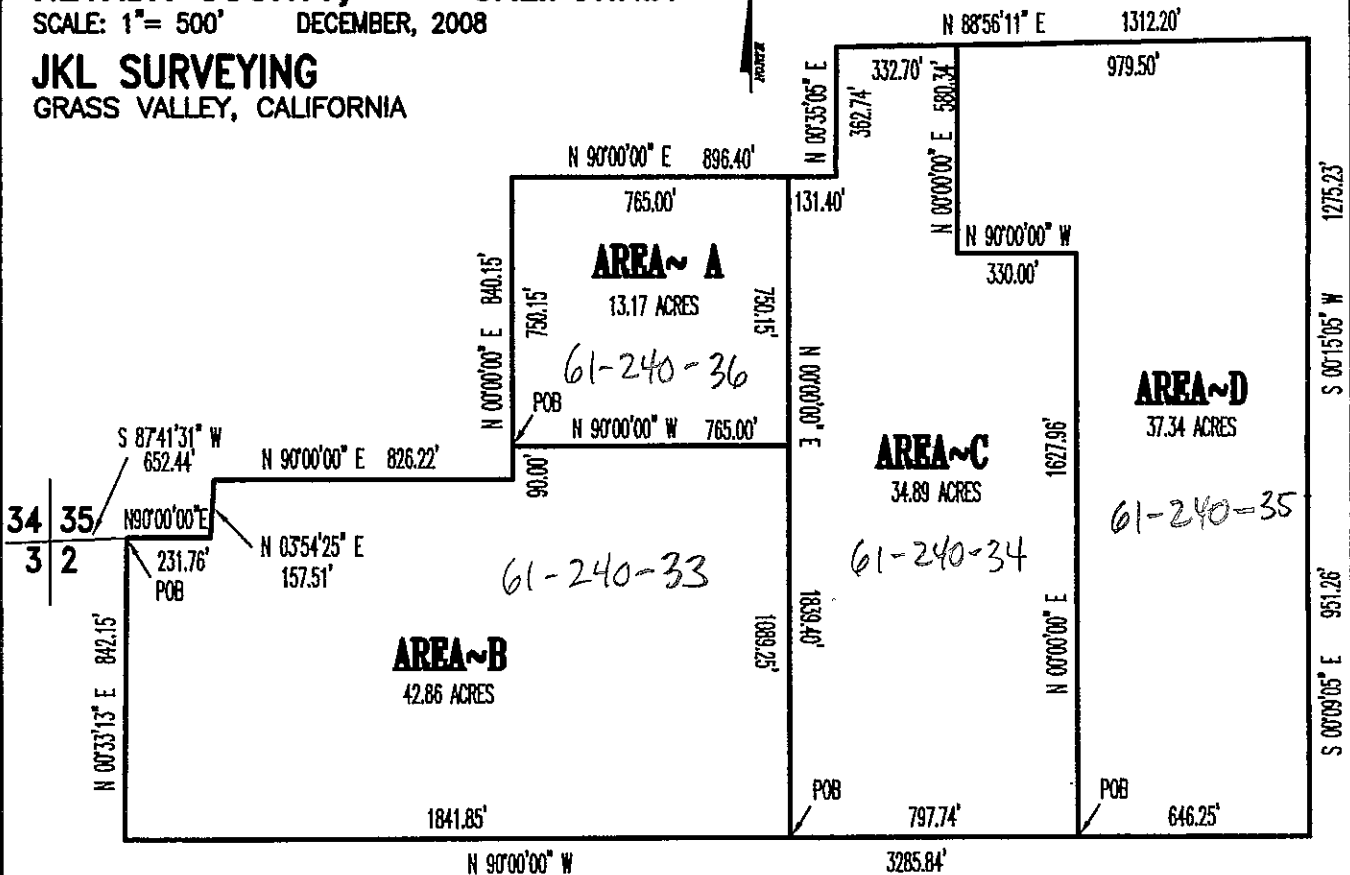 SCALE: 1"= 500' DECEMBER, 2008
JKL SURVEYING
GRASS VALLEY, CALIFORNIA
NORTH
N 88°56'11" E 1312.20'
332.70'
979.50'
N 00°35'05" E
362.74'
N 00°00'00" E 580.34'
N 90°00'00" E 896.40'
765.00'
131.40'
N 90°00'00" W
330.00'
1275.23'
S 00°15'05" W
AREA~ A
13.17 ACRES
61-240-36
N 00°00'00" E 840.15'
750.15'
750.15'
POB
N 90°00'00" W 765.00'
N 00°00'00" E
AREA~D
37.34 ACRES
61-240-35
AREA~C
34.89 ACRES
61-240-34
1627.96'
N 00°00'00" E
S 87°41'31" W
652.44'
N 90°00'00" E 826.22'
90.00'
34 35
3 2
N90°00'00"E
231.76'
POB
N 03°54'25" E
157.51'
61-240-33
AREA~B
42.86 ACRES
N 00°33'13" E 842.15'
1089.25'
1839.40'
S 00°09'05" E 951.26'
POB
POB
1841.85'
797.74'
646.25'
N 90°00'00" W 3285.84'